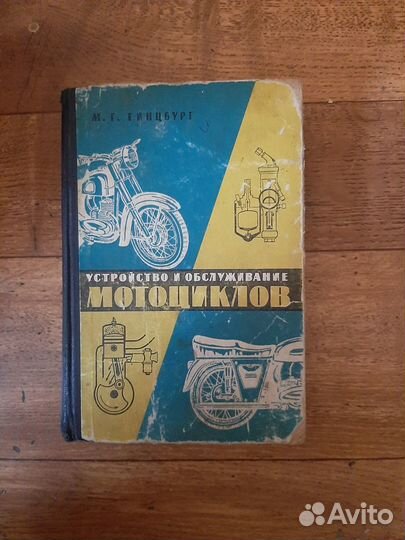 М. Г. ГИНЦБУРГ
УСТРОЙСТВО И ОБСЛУЖИВАНИЕ
МОТОЦИКЛОВ
Avito